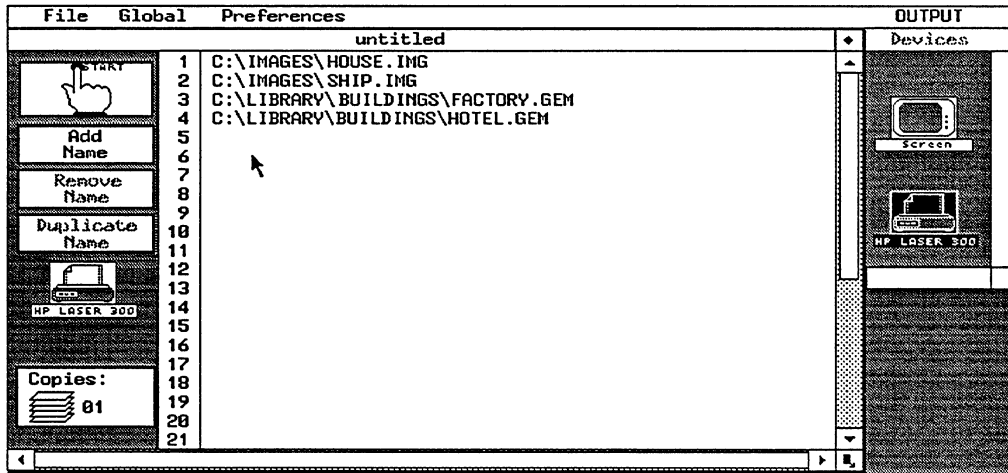 File Global Preferences OUTPUT
untitled
Devices
START
Add
Name
Remove
Name
Duplicate
Name
HP LASER 300
Copies:
01
1 C:\IMAGES\HOUSE.IMG
2 C:\IMAGES\SHIP.IMG
3 C:\LIBRARY\BUILDINGS\FACTORY.GEM
4 C:\LIBRARY\BUILDINGS\HOTEL.GEM
5
6
7
8
9
10
11
12
13
14
15
16
17
18
19
20
21
Screen
HP LASER 300